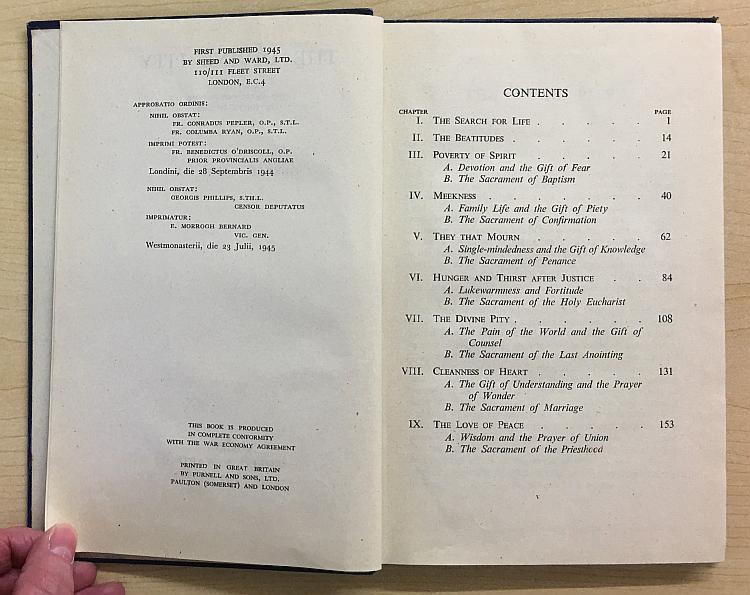 FIRST PUBLISHED 1945
BY SHEED AND WARD, LTD.
110/111 FLEET STREET
LONDON, E.C.4
APPROBATIO ORDINIS:
NIHIL OBSTAT:
FR. CONRADUS PEPLER, O.P., S.T.L.
FR. COLUMBA RYAN, O.P., S.T.L.
IMPRIMI POTEST:
FR. BENEDICTUS O'DRISCOLL, O.P.
PRIOR PROVINCIALIS ANGLIAE
Londini, die 28 Septembris 1944
NIHIL OBSTAT:
GEORGIS PHILLIPS, S.TH.L.
CENSOR DEPUTATUS
IMPRIMATUR:
E. MORROGH BERNARD
VIC. GEN.
Westmonasterii, die 23 Julii, 1945
THIS BOOK IS PRODUCED
IN COMPLETE CONFORMITY
WITH THE WAR ECONOMY AGREEMENT
PRINTED IN GREAT BRITAIN
BY PURNELL AND SONS, LTD.
PAULTON (SOMERSET) AND LONDON
CONTENTS
CHAPTER PAGE
I. THE SEARCH FOR LIFE . . . . . 1
II. THE BEATITUDES . . . . . . 14
III. POVERTY OF SPIRIT . . . . . 21
A. Devotion and the Gift of Fear
B. The Sacrament of Baptism
IV. MEEKNESS . . . . . . . 40
A. Family Life and the Gift of Piety
B. The Sacrament of Confirmation
V. THEY THAT MOURN . . . . . 62
A. Single-mindedness and the Gift of Knowledge
B. The Sacrament of Penance
VI. HUNGER AND THIRST AFTER JUSTICE . . 84
A. Lukewarmness and Fortitude
B. The Sacrament of the Holy Eucharist
VII. THE DIVINE PITY . . . . . . 108
A. The Pain of the World and the Gift of
Counsel
B. The Sacrament of the Last Anointing
VIII. CLEANNESS OF HEART . . . . . 131
A. The Gift of Understanding and the Prayer
of Wonder
B. The Sacrament of Marriage
IX. THE LOVE OF PEACE . . . . . 153
A. Wisdom and the Prayer of Union
B. The Sacrament of the Priesthood